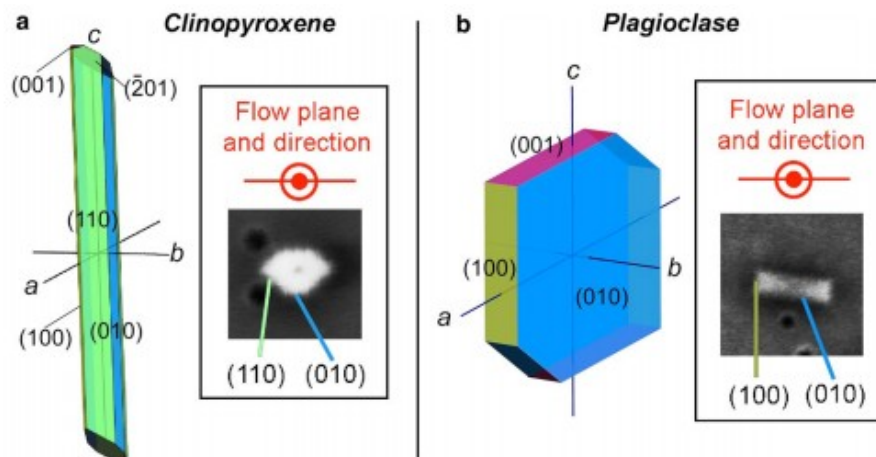 a
Clinopyroxene
c
(001)
(2̄01)
(110)
b
a
(100)
(010)
Flow plane
and direction
(110)
(010)
b
Plagioclase
c
(001)
(100)
b
a
(010)
Flow plane
and direction
(100)
(010)